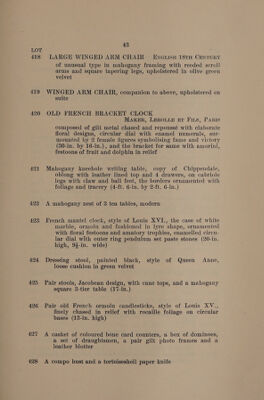 43
LOT
418 LARGE WINGED ARM CHAIR ENGLISH 18TH CENTURY
of unusual type in mahogany framing with reeded scroll
arms and square tapering legs, upholstered in olive green
velvet
419 WINGED ARM CHAIR, companion to above, upholstered en
suite
420 OLD FRENCH BRACKET CLOCK
MAKER, LEROLLE ET FILS, PARIS
composed of gilt metal chased and repoussé with elaborate
floral designs, circular dial with enamel numerals, sur-
mounted by 2 female figures symbolising fame and victory
(30-in. by 16-in.), and the bracket for same with amorini,
festoons of fruit and dolphin in relief
421 Mahogany kneehole writing table, copy of Chippendale,
oblong with leather lined top and 4 drawers, on cabriole
legs with claw and ball feet, the borders ornamented with
foliage and tracery (4-ft. 6-in. by 2-ft. 6-in.)
422 A mahogany nest of 3 tea tables, modern
423 French mantel clock, style of Louis XVI., the case of white
marble, ormolu and fashioned in lyre shape, ornamented
with floral festoons and amatory trophies, enamelled circu-
lar dial with outer ring pendulum set paste stones (20-in.
high, 9½-in. wide)
424 Dressing stool, painted black, style of Queen Anne,
loose cushion in green velvet
425 Pair stools, Jacobean design, with cane tops, and a mahogany
square 2-tier table (17-in.)
426 Pair old French ormolu candlesticks, style of Louis XV.,
finely chased in relief with rocaille foliage on circular
bases (13-in. high)
427 A casket of coloured bone card counters, a box of dominoes,
a set of draughtsmen, a pair gilt photo frames and a
leather blotter
428 A compo bust and a tortoiseshell paper knife